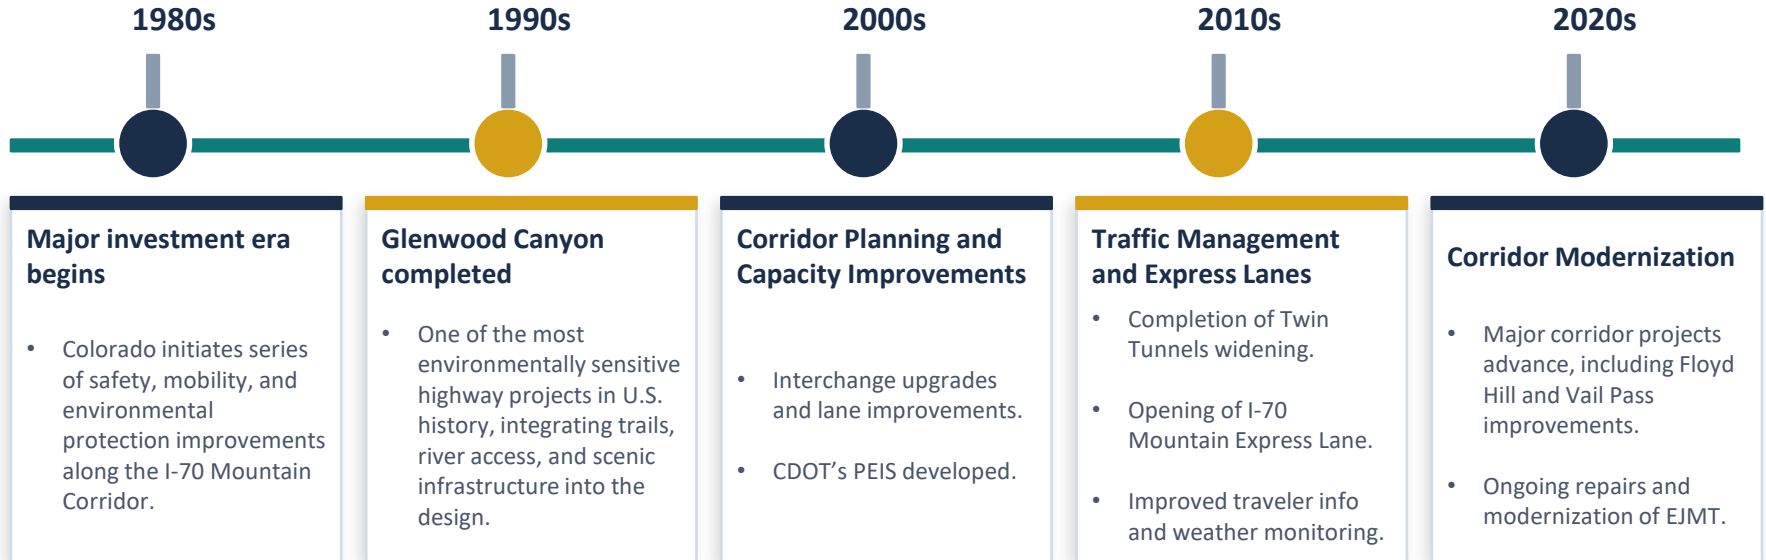 1980s
1990s
2000s
2010s
2020s
Major investment era
begins
• Colorado initiates series
of safety, mobility, and
environmental
protection improvements
along the I-70 Mountain
Corridor.
Glenwood Canyon
completed
• One of the most
environmentally sensitive
highway projects in U.S.
history, integrating trails,
river access, and scenic
infrastructure into the
design.
Corridor Planning and
Capacity Improvements
• Interchange upgrades
and lane improvements.
• CDOT’s PEIS developed.
Traffic Management
and Express Lanes
• Completion of Twin
Tunnels widening.
• Opening of I-70
Mountain Express Lane.
• Improved traveler info
and weather monitoring.
Corridor Modernization
• Major corridor projects
advance, including Floyd
Hill and Vail Pass
improvements.
• Ongoing repairs and
modernization of EJMT.